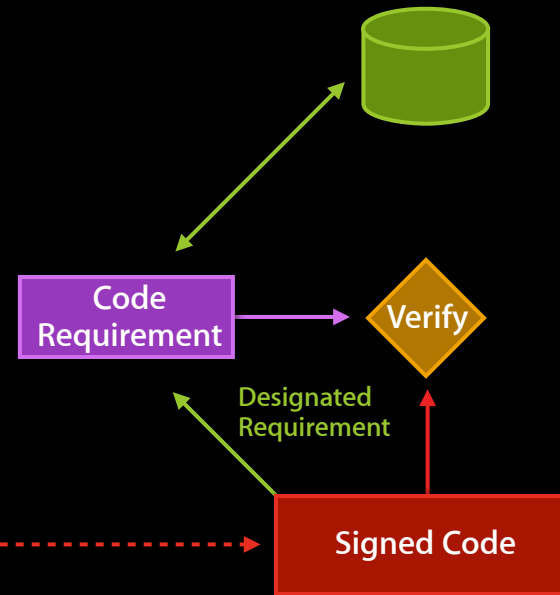 Code
Requirement
Verify
Designated
Requirement
Signed Code